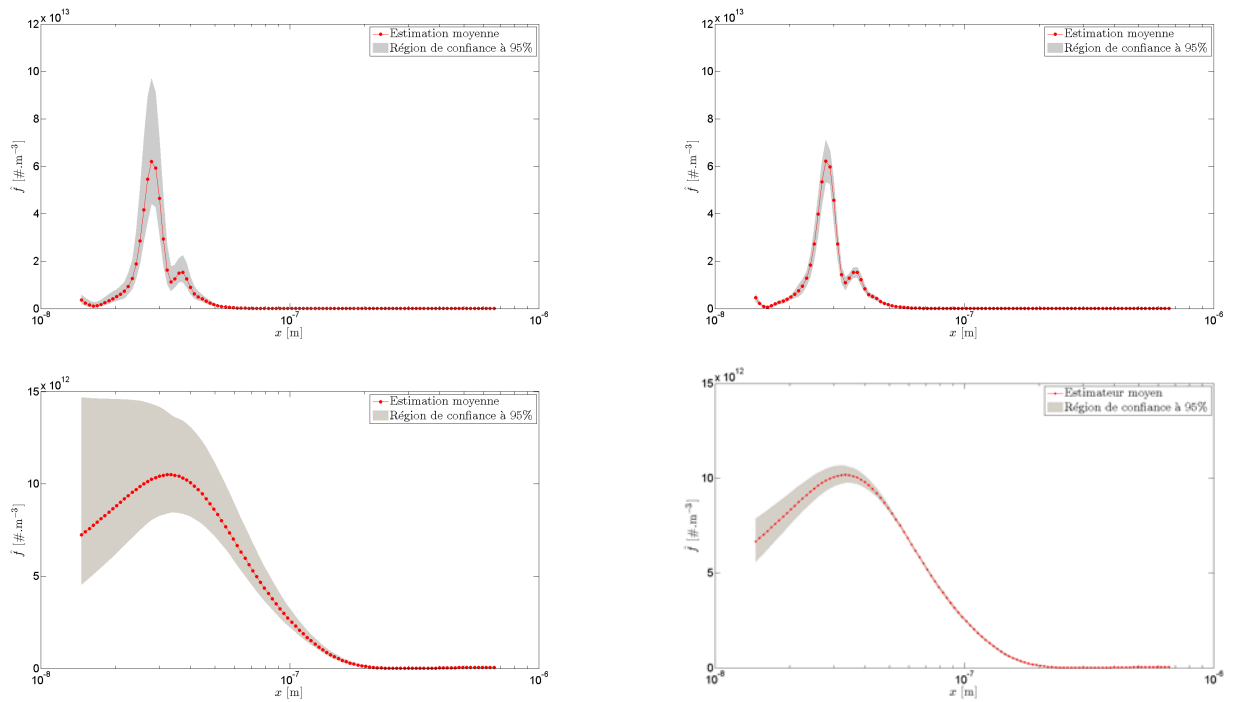 12 x 10^13
Estimation moyenne
Région de confiance à 95%
10
8
6
4
2
0
f̂ [#.m⁻³]
10^-8
10^-7
10^-6
x [m]
12 x 10^13
Estimation moyenne
Région de confiance à 95%
10
8
6
4
2
0
f̂ [#.m⁻³]
10^-8
10^-7
10^-6
x [m]
15 x 10^12
Estimation moyenne
Région de confiance à 95%
10
5
0
f̂ [#.m⁻³]
10^-8
10^-7
10^-6
x [m]
15 x 10^12
Estimateur moyen
Région de confiance à 95%
10
5
0
f̂ [#.m⁻³]
10^-8
10^-7
10^-6
x [m]